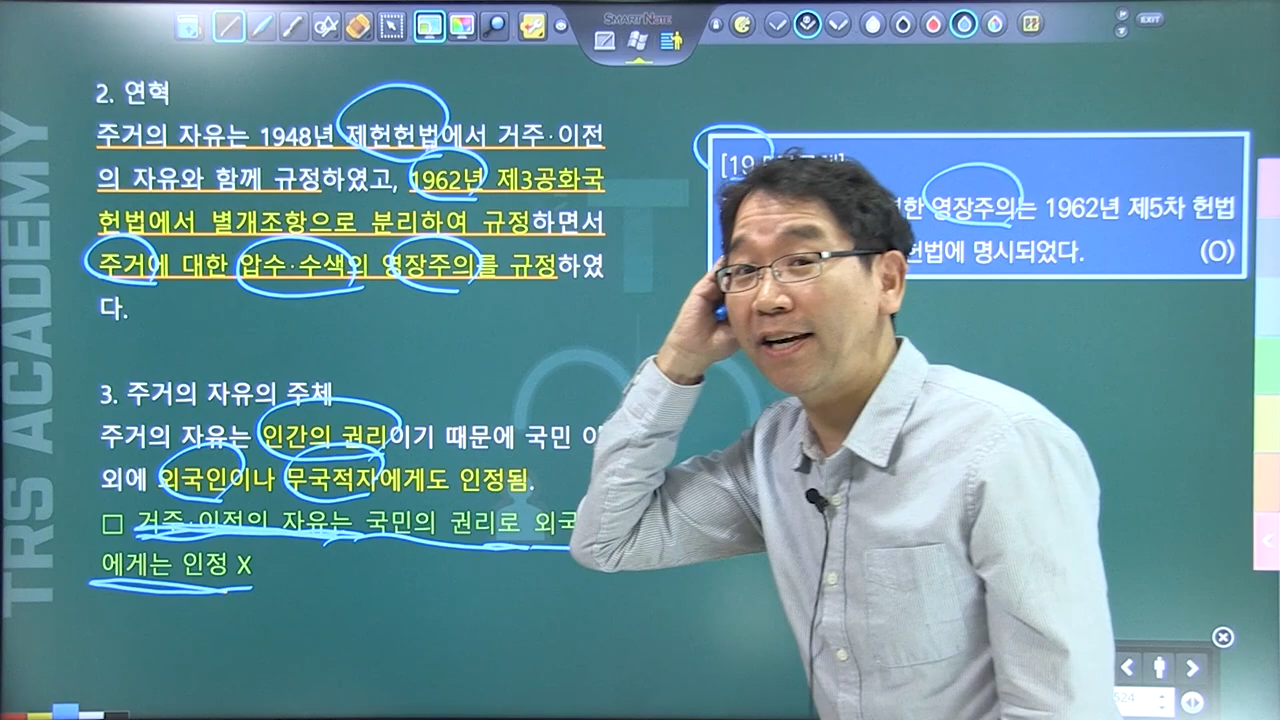 SMART NOTE
EXIT
2. 연혁
주거의 자유는 1948년 제헌헌법에서 거주·이전
의 자유와 함께 규정하였고, 1962년 제3공화국
헌법에서 별개조항으로 분리하여 규정하면서
주거에 대한 압수·수색의 영장주의를 규정하였
다.
3. 주거의 자유의 주체
주거의 자유는 인간의 권리이기 때문에 국민 이
외에 외국인이나 무국적자에게도 인정됨.
□ 거주·이전의 자유는 국민의 권리로 외국
에게는 인정 X
[19
한 영장주의는 1962년 제5차 헌법
헌법에 명시되었다. (O)
TRS ACADEMY
524